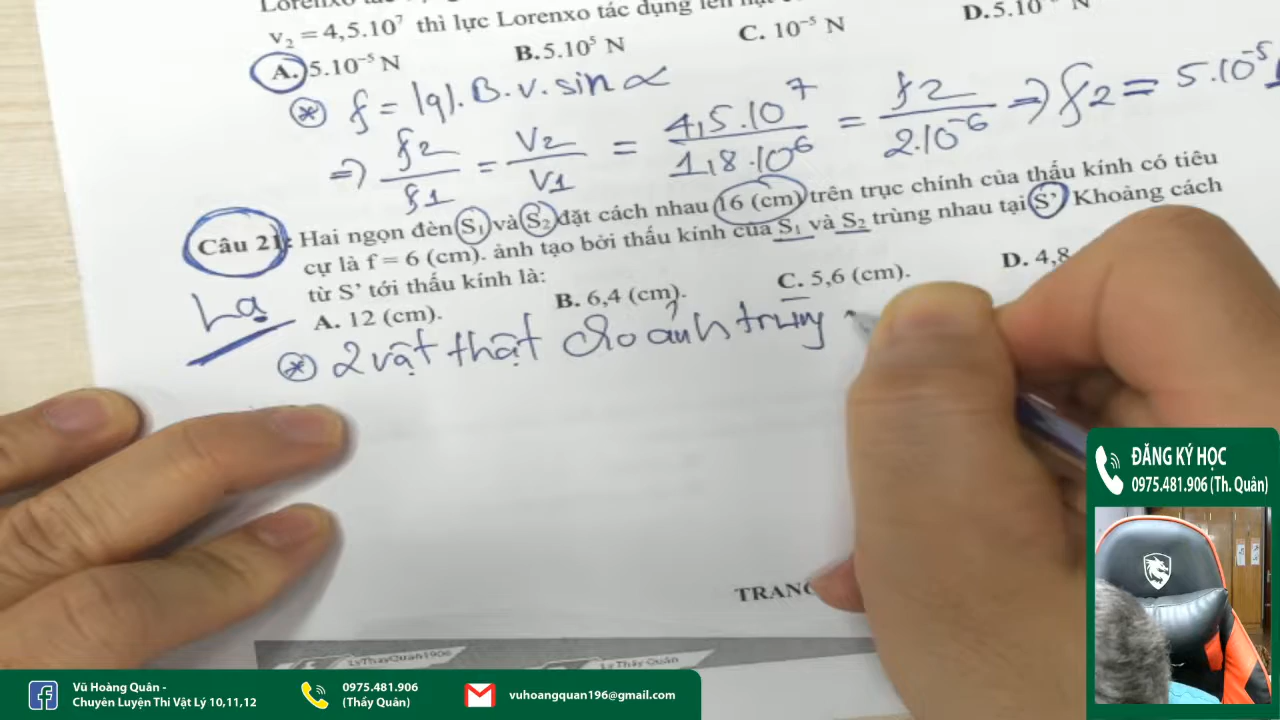 v₂ = 4,5.10⁷ thì lực Lorenxo tác dụng lên
A. 5.10⁻⁵ N B. 5.10⁵ N C. 10⁻⁵ N D. 5.10 N
* f = |q|. B. v. sin α
=> f2/f1 = V2/V1 = 4,5.10⁷/1,8.10⁶ = f2/2.10⁻⁶ => f2 = 5.10⁻⁵
Câu 21: Hai ngọn đèn S₁ và S₂ đặt cách nhau 16 (cm) trên trục chính của thấu kính có tiêu
cự là f = 6 (cm). ảnh tạo bởi thấu kính của S₁ và S₂ trùng nhau tại S’ Khoảng cách
từ S’ tới thấu kính là:
A. 12 (cm). B. 6,4 (cm). C. 5,6 (cm). D. 4,8
* 2 vật thật cho ảnh trùng
TRANG
LyThayQuan1906
Ly Thầy Quân
ĐĂNG KÝ HỌC
0975.481.906 (Th. Quân)
Vũ Hoàng Quân -
Chuyên Luyện Thi Vật Lý 10,11,12
0975.481.906
(Thầy Quân)
vuhoangquan196@gmail.com